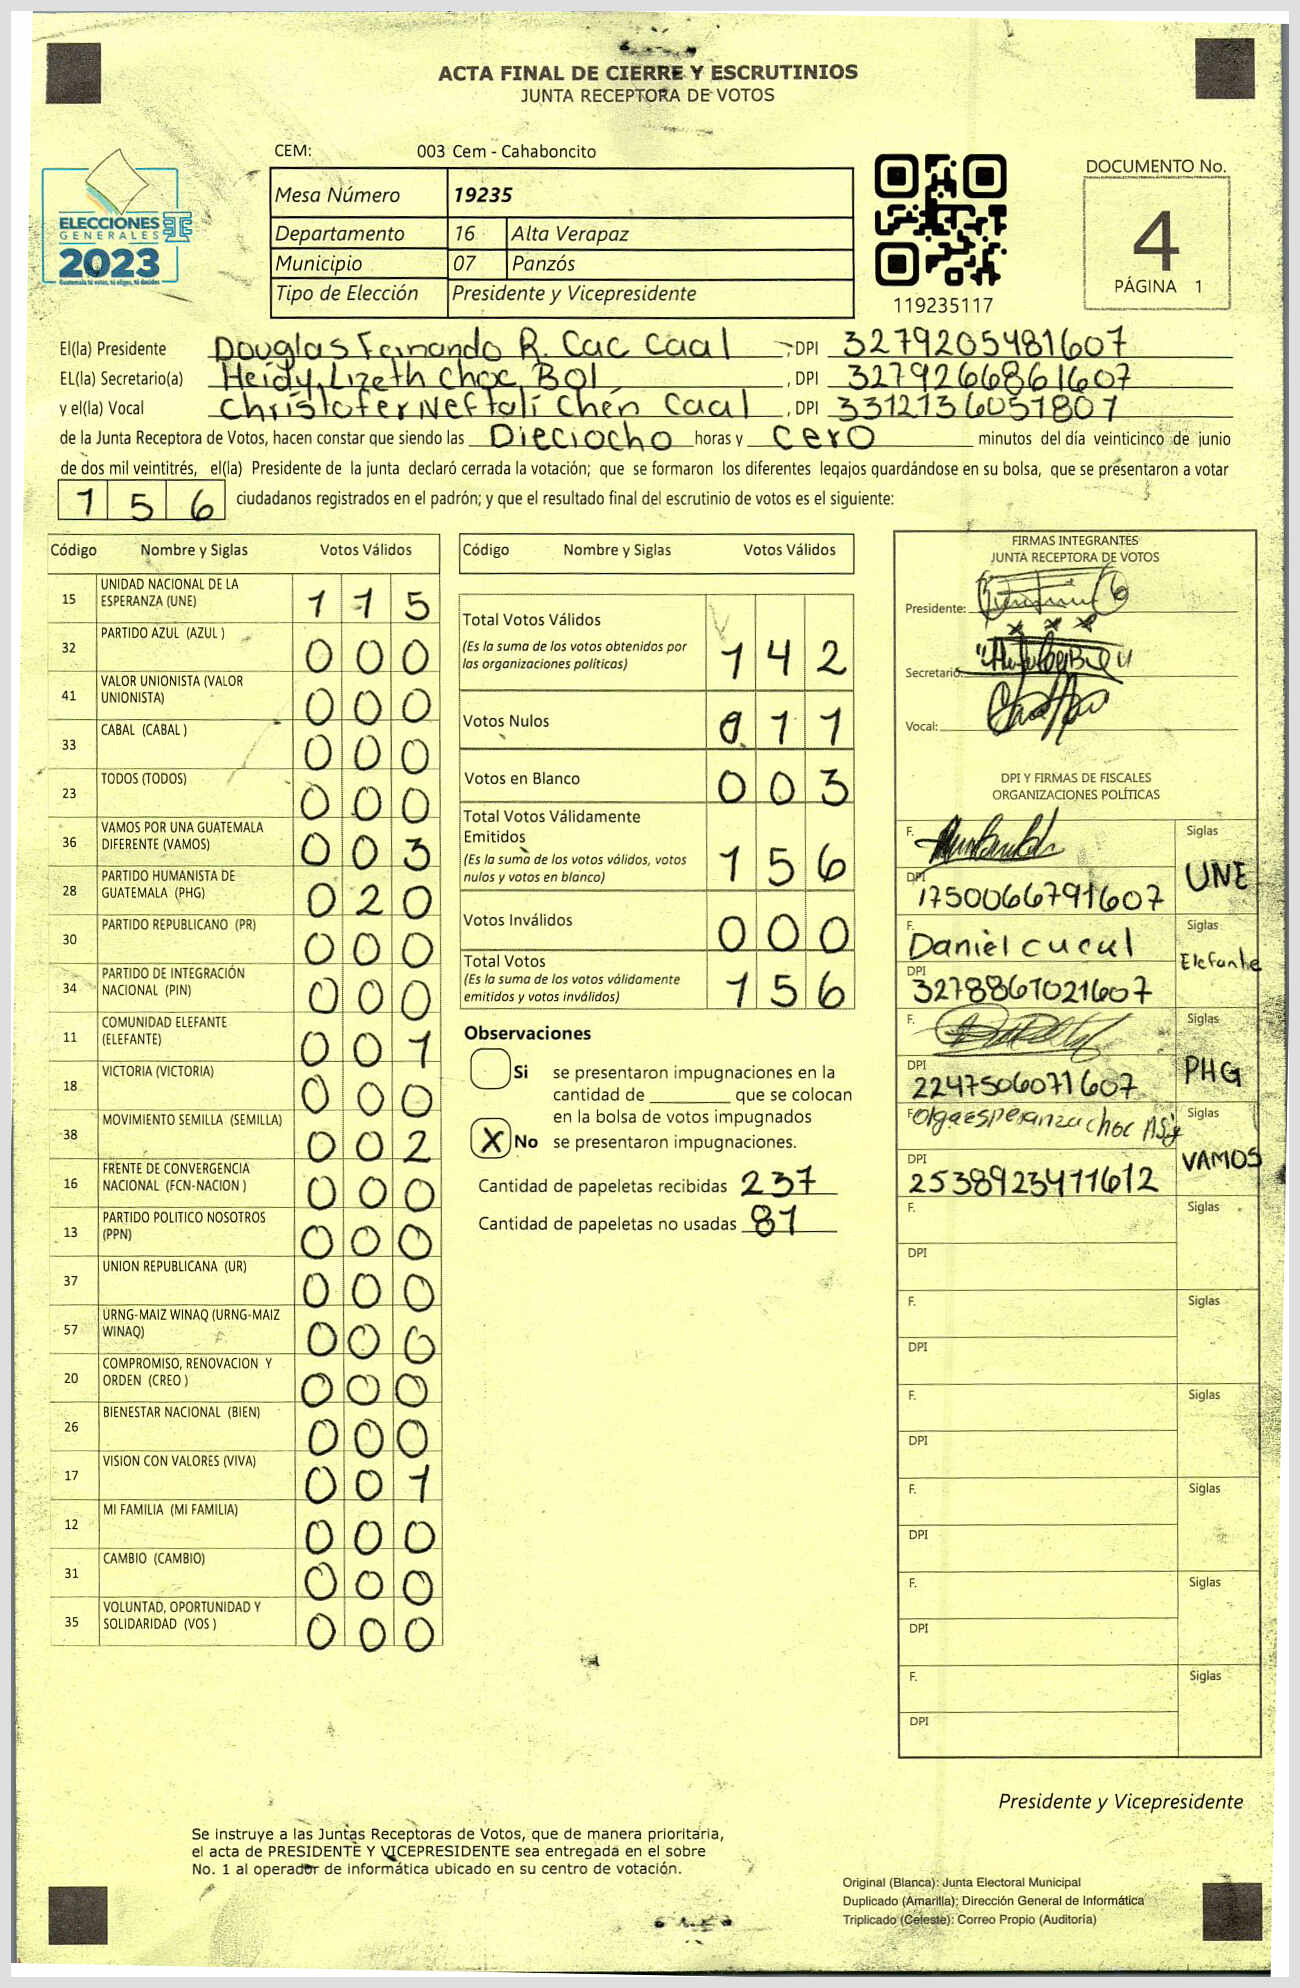 ACTA FINAL DE CIERRE Y ESCRUTINIOS
JUNTA RECEPTORA DE VOTOS
CEM: 003 Cem - Cahaboncito
Mesa Número 19235
Departamento 16 Alta Verapaz
Municipio 07 Panzós
Tipo de Elección Presidente y Vicepresidente
ELECCIONES
GENERALES
2023
Guatemala tú votas, tú eliges, tú decides
119235117
DOCUMENTO No.
4
PÁGINA 1
El(la) Presidente Douglas Fernando R. Cac Caal , DPI 3279205481607
EL(la) Secretario(a) Heidy Lizeth Choc Bol , DPI 3279266861607
y el(la) Vocal Christofer Neftalí Chén Caal , DPI 3312136051807
de la Junta Receptora de Votos, hacen constar que siendo las Dieciocho horas y cero minutos del día veinticinco de junio
de dos mil veintitrés, el(la) Presidente de la junta declaró cerrada la votación; que se formaron los diferentes legajos guardándose en su bolsa, que se presentaron a votar
156 ciudadanos registrados en el padrón; y que el resultado final del escrutinio de votos es el siguiente:
Código Nombre y Siglas Votos Válidos
15 UNIDAD NACIONAL DE LA ESPERANZA (UNE) 1 1 5
32 PARTIDO AZUL (AZUL ) 0 0 0
41 VALOR UNIONISTA (VALOR UNIONISTA) 0 0 0
33 CABAL (CABAL ) 0 0 0
23 TODOS (TODOS) 0 0 0
36 VAMOS POR UNA GUATEMALA DIFERENTE (VAMOS) 0 0 3
28 PARTIDO HUMANISTA DE GUATEMALA (PHG) 0 2 0
30 PARTIDO REPUBLICANO (PR) 0 0 0
34 PARTIDO DE INTEGRACIÓN NACIONAL (PIN) 0 0 0
11 COMUNIDAD ELEFANTE (ELEFANTE) 0 0 1
18 VICTORIA (VICTORIA) 0 0 0
38 MOVIMIENTO SEMILLA (SEMILLA) 0 0 2
16 FRENTE DE CONVERGENCIA NACIONAL (FCN-NACION ) 0 0 0
13 PARTIDO POLITICO NOSOTROS (PPN) 0 0 0
37 UNION REPUBLICANA (UR) 0 0 0
57 URNG-MAIZ WINAQ (URNG-MAIZ WINAQ) 0 0
20 COMPROMISO, RENOVACION Y ORDEN (CREO ) 0 0 0
26 BIENESTAR NACIONAL (BIEN) 0 0 0
17 VISION CON VALORES (VIVA) 0 0 1
12 MI FAMILIA (MI FAMILIA) 0 0 0
31 CAMBIO (CAMBIO) 0 0 0
35 VOLUNTAD, OPORTUNIDAD Y SOLIDARIDAD (VOS ) 0 0 0
Código Nombre y Siglas Votos Válidos
Total Votos Válidos
(Es la suma de los votos obtenidos por
las organizaciones políticas) 1 4 2
Votos Nulos 0 1 1
Votos en Blanco 0 0 3
Total Votos Válidamente
Emitidos
(Es la suma de los votos válidos, votos
nulos y votos en blanco) 1 5 6
Votos Inválidos 0 0 0
Total Votos
(Es la suma de los votos válidamente
emitidos y votos inválidos) 1 5 6
Observaciones
Si se presentaron impugnaciones en la
cantidad de ________ que se colocan
en la bolsa de votos impugnados
X No se presentaron impugnaciones.
Cantidad de papeletas recibidas 237
Cantidad de papeletas no usadas 81
FIRMAS INTEGRANTES
JUNTA RECEPTORA DE VOTOS
Presidente:
Secretario:
Vocal:
DPI Y FIRMAS DE FISCALES
ORGANIZACIONES POLÍTICAS
F. Siglas UNE
DPI 1750066791607
F. Daniel cucul Siglas Elefante
DPI 3278861021607
F. Siglas PHG
DPI 2247506071607
F. Olga esperanza choc Siglas VAMOS
DPI 2538923411612
F. Siglas
DPI
F. Siglas
DPI
F. Siglas
DPI
F. Siglas
DPI
F. Siglas
DPI
F. Siglas
DPI
Presidente y Vicepresidente
Se instruye a las Juntas Receptoras de Votos, que de manera prioritaria,
el acta de PRESIDENTE Y VICEPRESIDENTE sea entregada en el sobre
No. 1 al operador de informática ubicado en su centro de votación.
Original (Blanca): Junta Electoral Municipal
Duplicado (Amarilla): Dirección General de Informática
Triplicado (Celeste): Correo Propio (Auditoría)